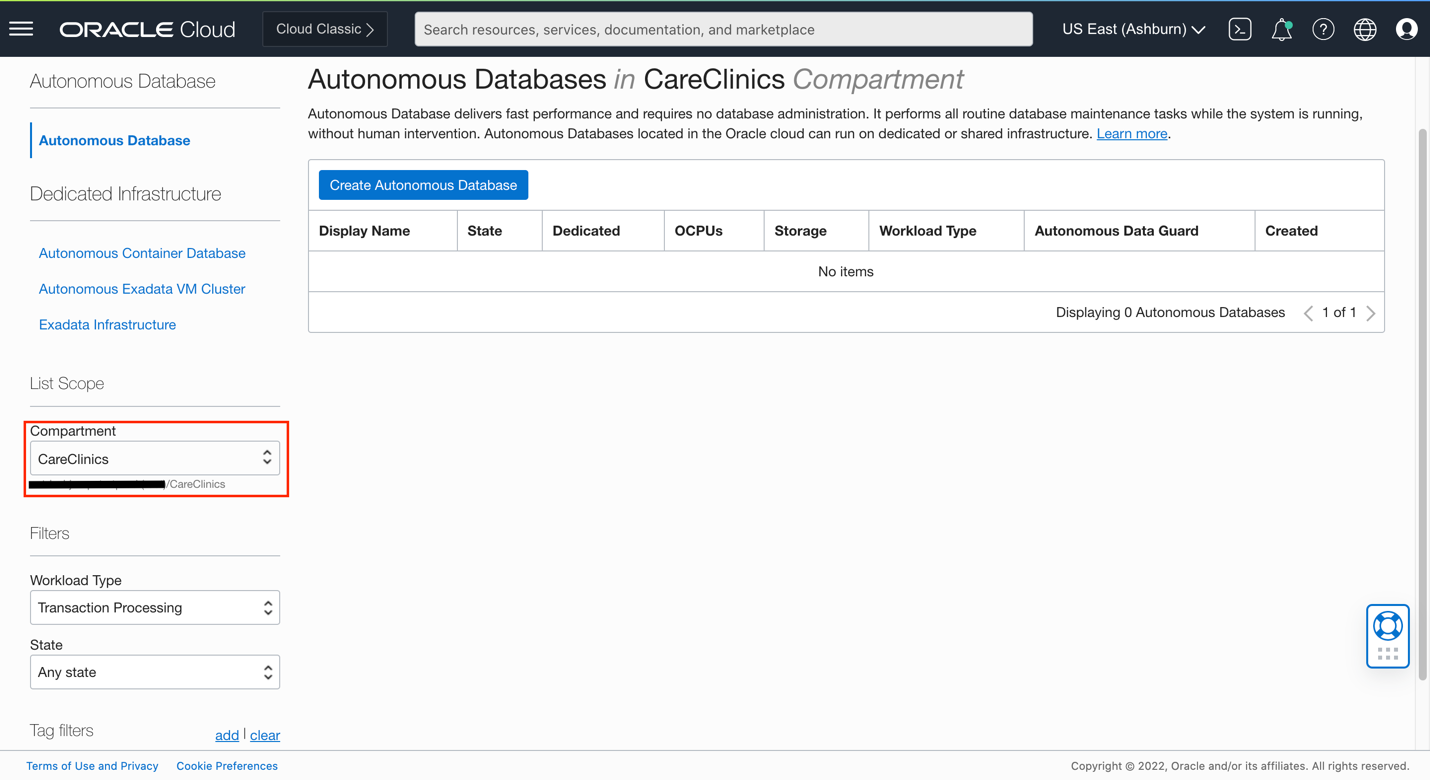 ORACLE Cloud
Cloud Classic
Search resources, services, documentation, and marketplace
US East (Ashburn)
Autonomous Database
Autonomous Database
Dedicated Infrastructure
Autonomous Container Database
Autonomous Exadata VM Cluster
Exadata Infrastructure
List Scope
Compartment
CareClinics
/CareClinics
Filters
Workload Type
Transaction Processing
State
Any state
Tag filters add | clear
Autonomous Databases in CareClinics Compartment
Autonomous Database delivers fast performance and requires no database administration. It performs all routine database maintenance tasks while the system is running,
without human intervention. Autonomous Databases located in the Oracle cloud can run on dedicated or shared infrastructure. Learn more.
Create Autonomous Database
Display Name State Dedicated OCPUs Storage Workload Type Autonomous Data Guard Created
No items
Displaying 0 Autonomous Databases < 1 of 1 >
Terms of Use and Privacy Cookie Preferences
Copyright © 2022, Oracle and/or its affiliates. All rights reserved.